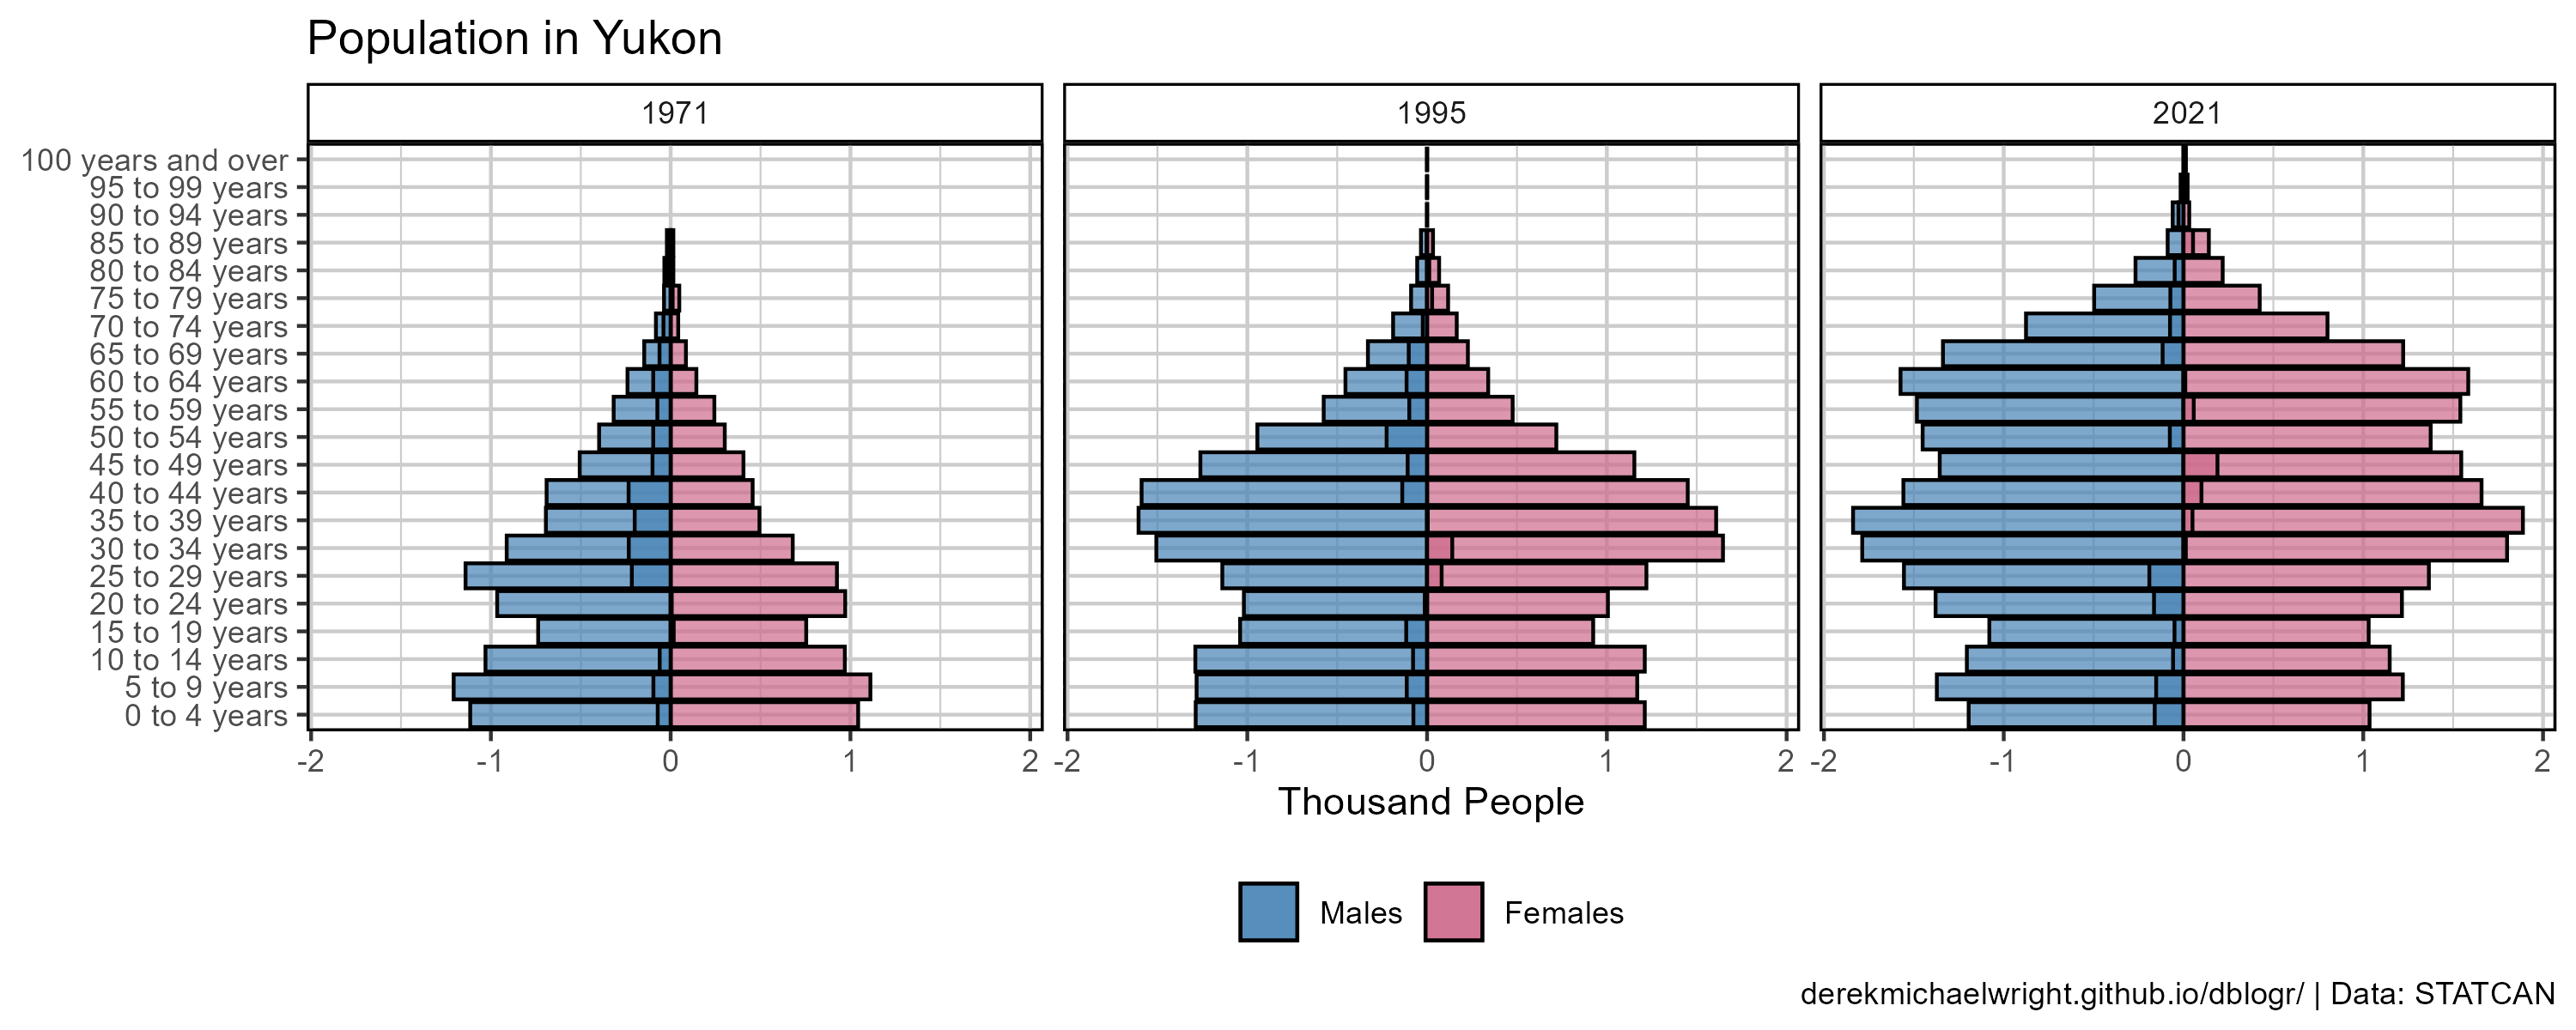 Population in Yukon
1971
1995
2021
100 years and over
95 to 99 years
90 to 94 years
85 to 89 years
80 to 84 years
75 to 79 years
70 to 74 years
65 to 69 years
60 to 64 years
55 to 59 years
50 to 54 years
45 to 49 years
40 to 44 years
35 to 39 years
30 to 34 years
25 to 29 years
20 to 24 years
15 to 19 years
10 to 14 years
5 to 9 years
0 to 4 years
-2 -1 0 1 2
-2 -1 0 1 2
-2 -1 0 1 2
Thousand People
Males
Females
derekmichaelwright.github.io/dblogr/ | Data: STATCAN